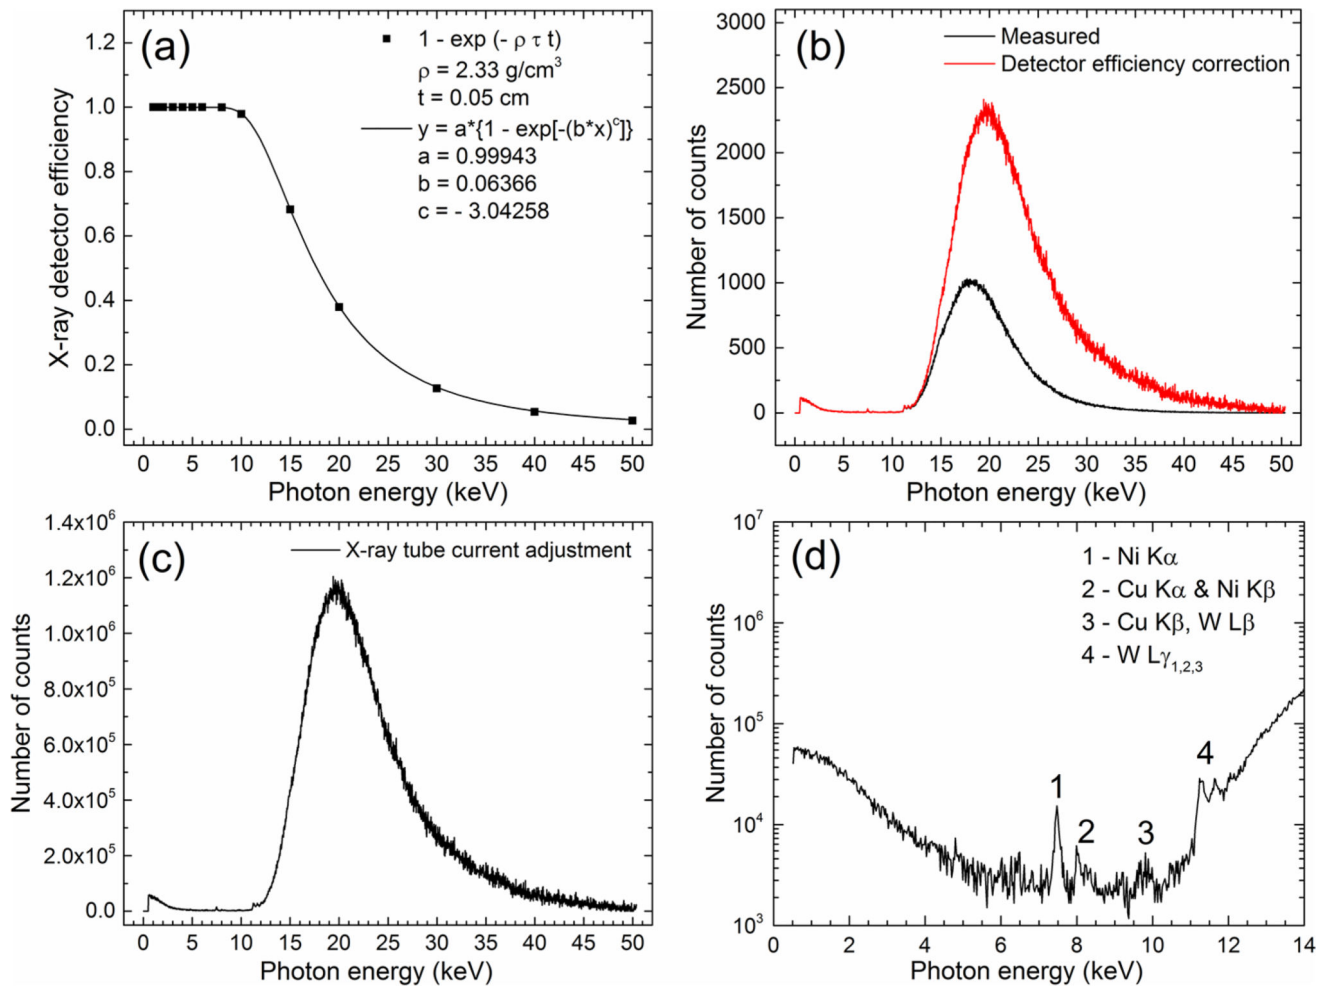 (a)
1 - exp (- ρ τ t)
ρ = 2.33 g/cm³
t = 0.05 cm
y = a*{1 - exp[-(b*x)ᶜ]}
a = 0.99943
b = 0.06366
c = - 3.04258
X-ray detector efficiency
1.2
1.0
0.8
0.6
0.4
0.2
0.0
0 5 10 15 20 25 30 35 40 45 50
Photon energy (keV)
(b)
Measured
Detector efficiency correction
Number of counts
3000
2500
2000
1500
1000
500
0
0 5 10 15 20 25 30 35 40 45 50
Photon energy (keV)
(c)
X-ray tube current adjustment
Number of counts
1.4x10⁶
1.2x10⁶
1.0x10⁶
8.0x10⁵
6.0x10⁵
4.0x10⁵
2.0x10⁵
0.0
0 5 10 15 20 25 30 35 40 45 50
Photon energy (keV)
(d)
1 - Ni Kα
2 - Cu Kα & Ni Kβ
3 - Cu Kβ, W Lβ
4 - W Lγ₁,₂,₃
Number of counts
10⁷
10⁶
10⁵
10⁴
10³
1
2
3
4
0 2 4 6 8 10 12 14
Photon energy (keV)